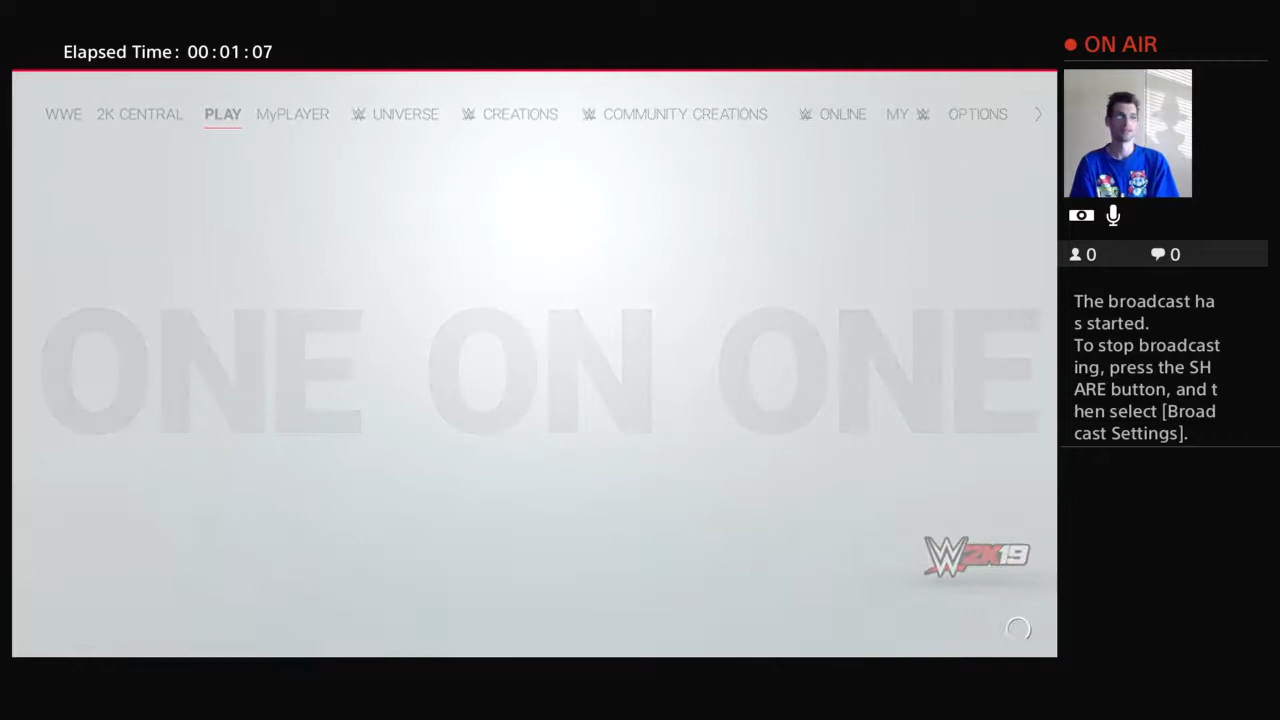 Elapsed Time: 00:01:07
ON AIR
WWE 2K CENTRAL PLAY MyPLAYER W UNIVERSE W CREATIONS W COMMUNITY CREATIONS W ONLINE MY W OPTIONS
0 0
The broadcast ha
s started.
To stop broadcast
ing, press the SH
ARE button, and t
hen select [Broad
cast Settings].
ONE ON ONE
W2K19